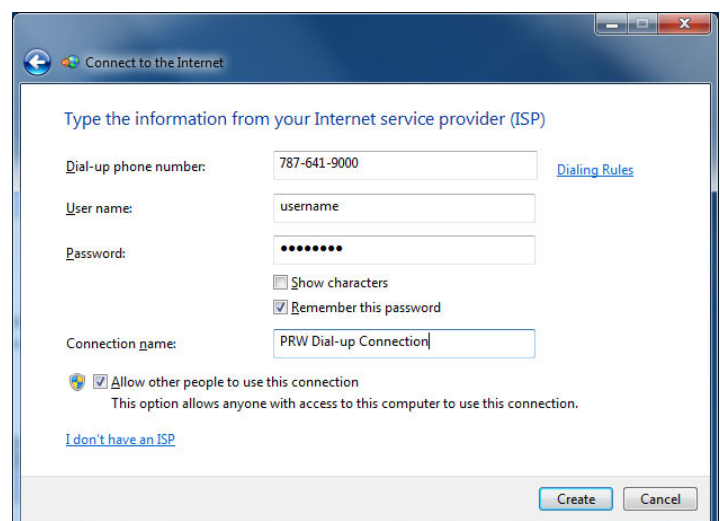 Connect to the Internet
Type the information from your Internet service provider (ISP)
Dial-up phone number: 787-641-9000 Dialing Rules
User name: username
Password: ••••••••
Show characters
Remember this password
Connection name: PRW Dial-up Connection
Allow other people to use this connection
This option allows anyone with access to this computer to use this connection.
I don't have an ISP
Create Cancel